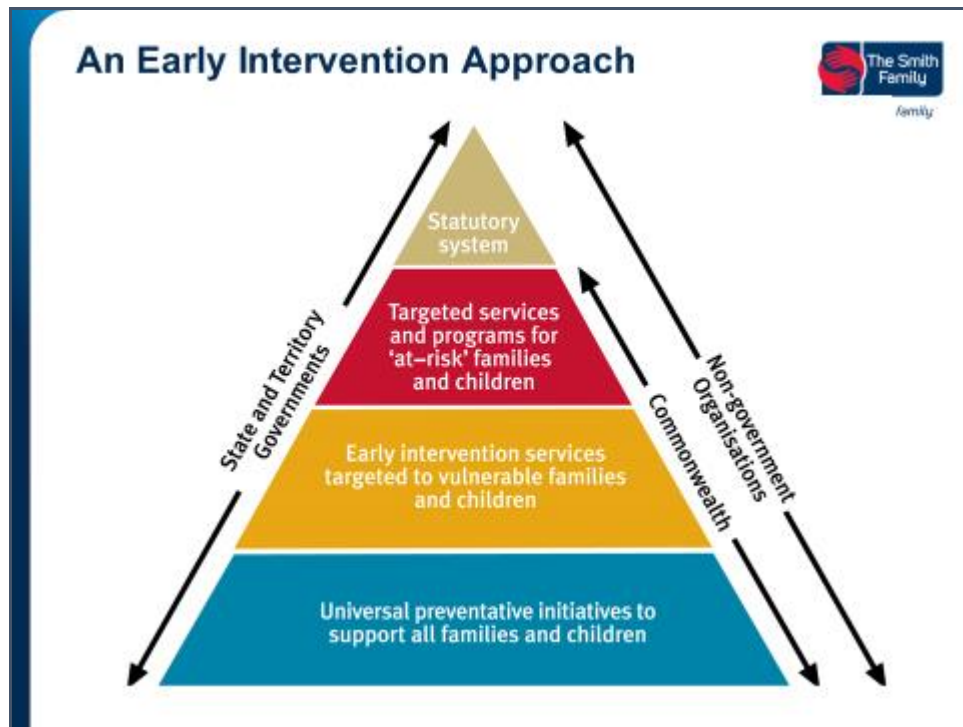 An Early Intervention Approach
The Smith
Family
family
Statutory
system
Targeted services
and programs for
‘at–risk’ families
and children
Early intervention services
targeted to vulnerable families
and children
Universal preventative initiatives to
support all families and children
State and Territory
Governments
Commonwealth
Non-government
Organisations